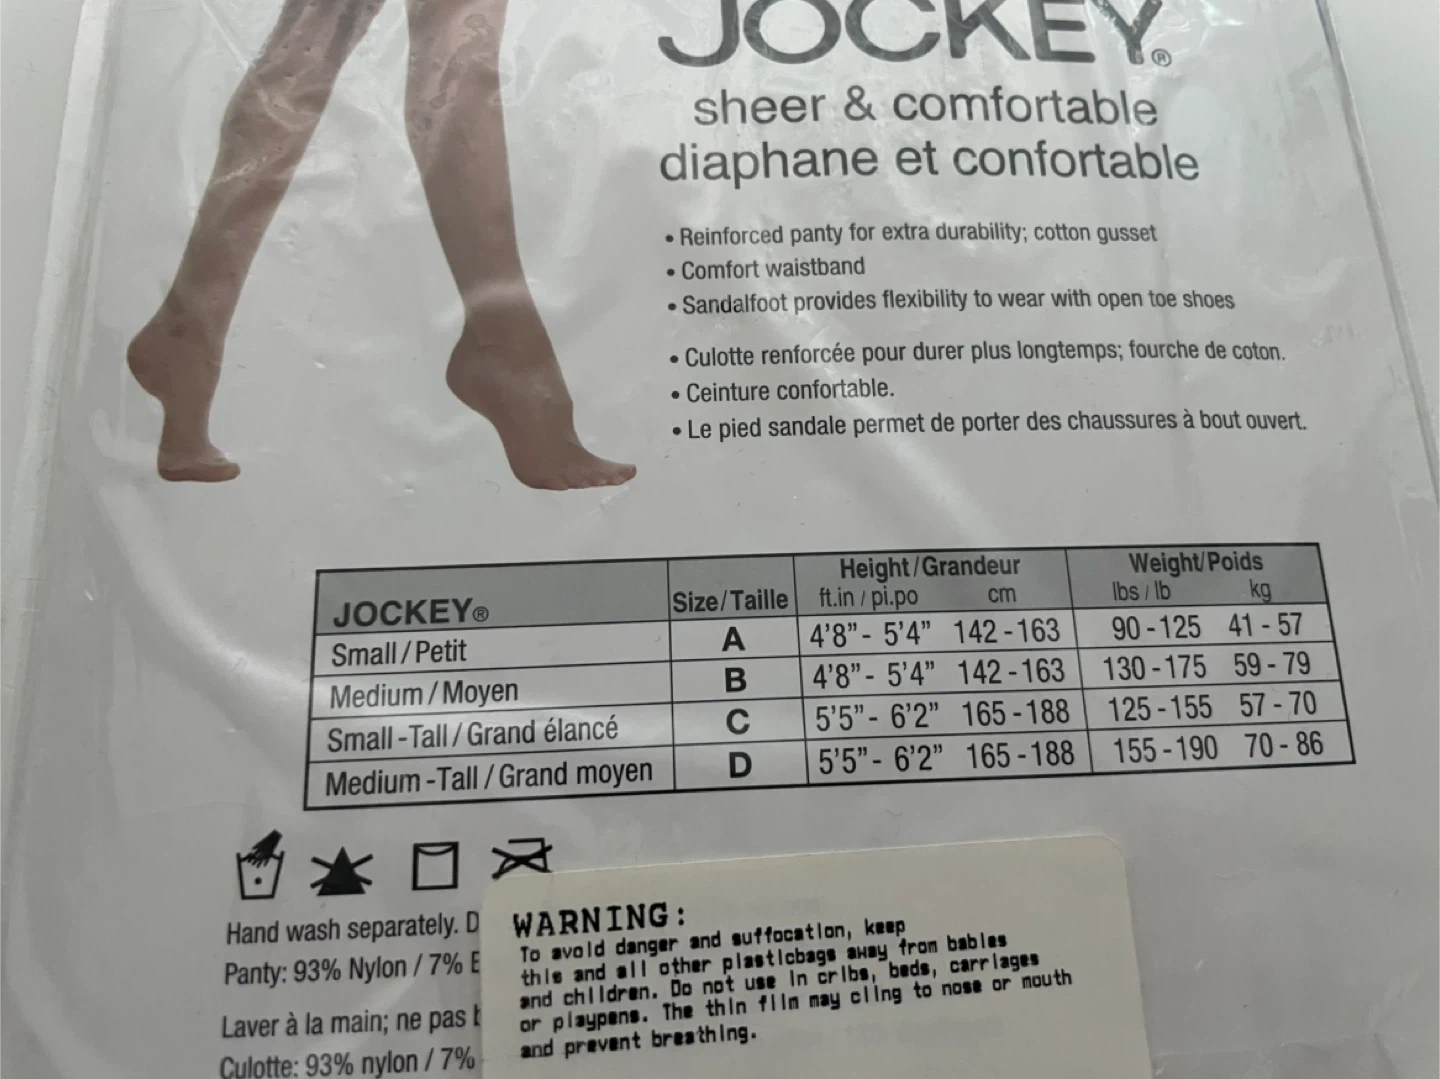 JOCKEY®
sheer & comfortable
diaphane et confortable
• Reinforced panty for extra durability; cotton gusset
• Comfort waistband
• Sandalfoot provides flexibility to wear with open toe shoes
• Culotte renforcée pour durer plus longtemps; fourche de coton.
• Ceinture confortable.
• Le pied sandale permet de porter des chaussures à bout ouvert.
JOCKEY® Size/Taille Height/Grandeur Weight/Poids
ft.in / pi.po cm lbs / lb kg
Small/Petit A 4'8"- 5'4" 142-163 90-125 41-57
Medium/Moyen B 4'8"- 5'4" 142-163 130-175 59-79
Small-Tall/Grand élancé C 5'5"- 6'2" 165-188 125-155 57-70
Medium-Tall/Grand moyen D 5'5"- 6'2" 165-188 155-190 70-86
Hand wash separately. D
Panty: 93% Nylon / 7% E
Laver à la main; ne pas
Culotte: 93% nylon / 7%
WARNING:
To avoid danger and suffocation, keep
this and all other plasticbags away from babies
and children. Do not use in cribs, beds, carriages
or playpens. The thin film may cling to nose or mouth
and prevent breathing.